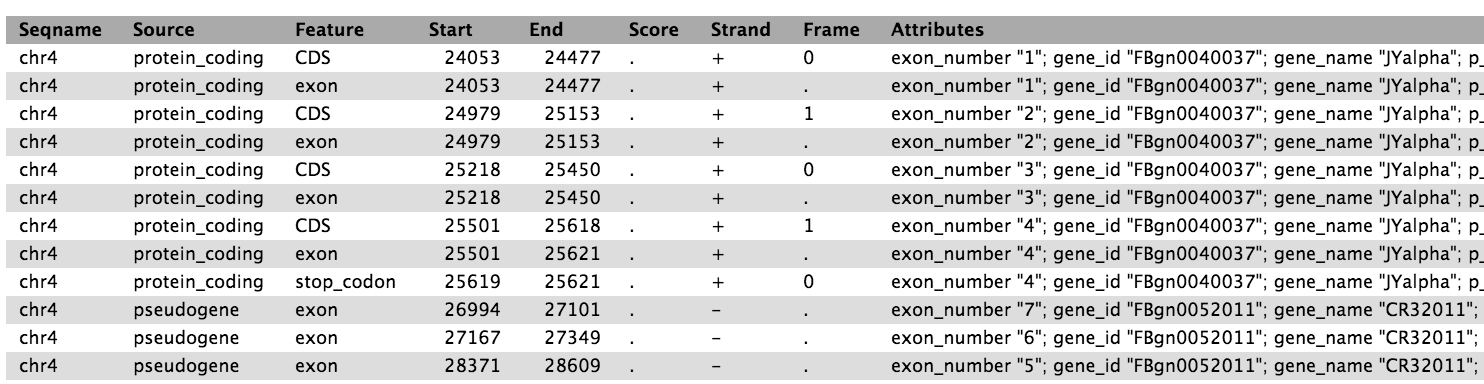 Seqname Source Feature Start End Score Strand Frame Attributes
chr4 protein_coding CDS 24053 24477 . + 0 exon_number "1"; gene_id "FBgn0040037"; gene_name "JYalpha"; p_
chr4 protein_coding exon 24053 24477 . + . exon_number "1"; gene_id "FBgn0040037"; gene_name "JYalpha"; p_
chr4 protein_coding CDS 24979 25153 . + 1 exon_number "2"; gene_id "FBgn0040037"; gene_name "JYalpha"; p_
chr4 protein_coding exon 24979 25153 . + . exon_number "2"; gene_id "FBgn0040037"; gene_name "JYalpha"; p_
chr4 protein_coding CDS 25218 25450 . + 0 exon_number "3"; gene_id "FBgn0040037"; gene_name "JYalpha"; p_
chr4 protein_coding exon 25218 25450 . + . exon_number "3"; gene_id "FBgn0040037"; gene_name "JYalpha"; p_
chr4 protein_coding CDS 25501 25618 . + 1 exon_number "4"; gene_id "FBgn0040037"; gene_name "JYalpha"; p_
chr4 protein_coding exon 25501 25621 . + . exon_number "4"; gene_id "FBgn0040037"; gene_name "JYalpha"; p_
chr4 protein_coding stop_codon 25619 25621 . + 0 exon_number "4"; gene_id "FBgn0040037"; gene_name "JYalpha"; p_
chr4 pseudogene exon 26994 27101 . - . exon_number "7"; gene_id "FBgn0052011"; gene_name "CR32011";
chr4 pseudogene exon 27167 27349 . - . exon_number "6"; gene_id "FBgn0052011"; gene_name "CR32011";
chr4 pseudogene exon 28371 28609 . - . exon_number "5"; gene_id "FBgn0052011"; gene_name "CR32011";